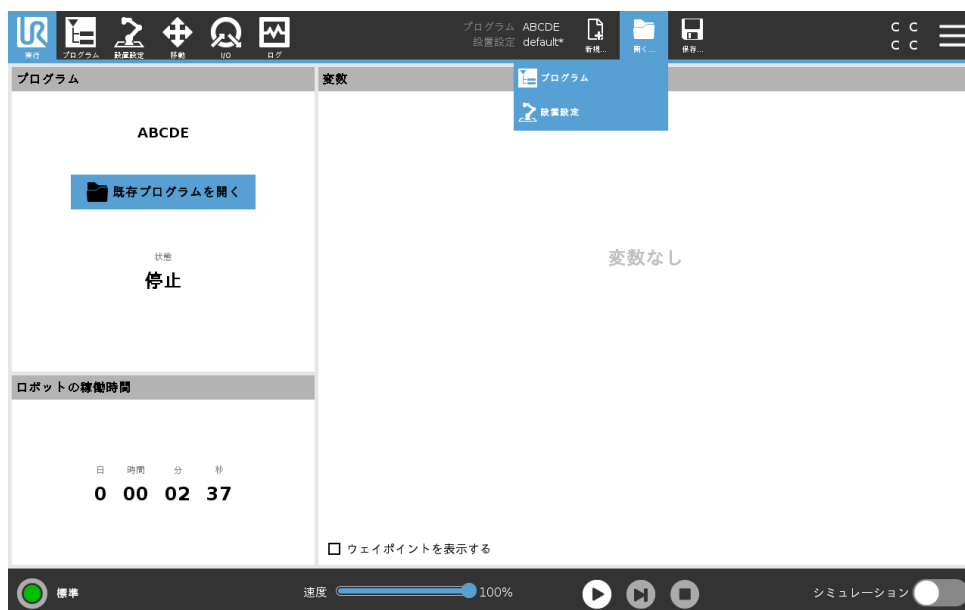 UR
実行
プログラム
設置設定
移動
I/O
ログ
プログラム ABCDE
設置設定 default*
新規...
開く...
保存...
C C
C C
プログラム
設置設定
プログラム
ABCDE
既存プログラムを開く
状態
停止
変数
変数なし
ウェイポイントを表示する
ロボットの稼働時間
日 時間 分 秒
0 00 02 37
標準
速度 100%
シミュレーション